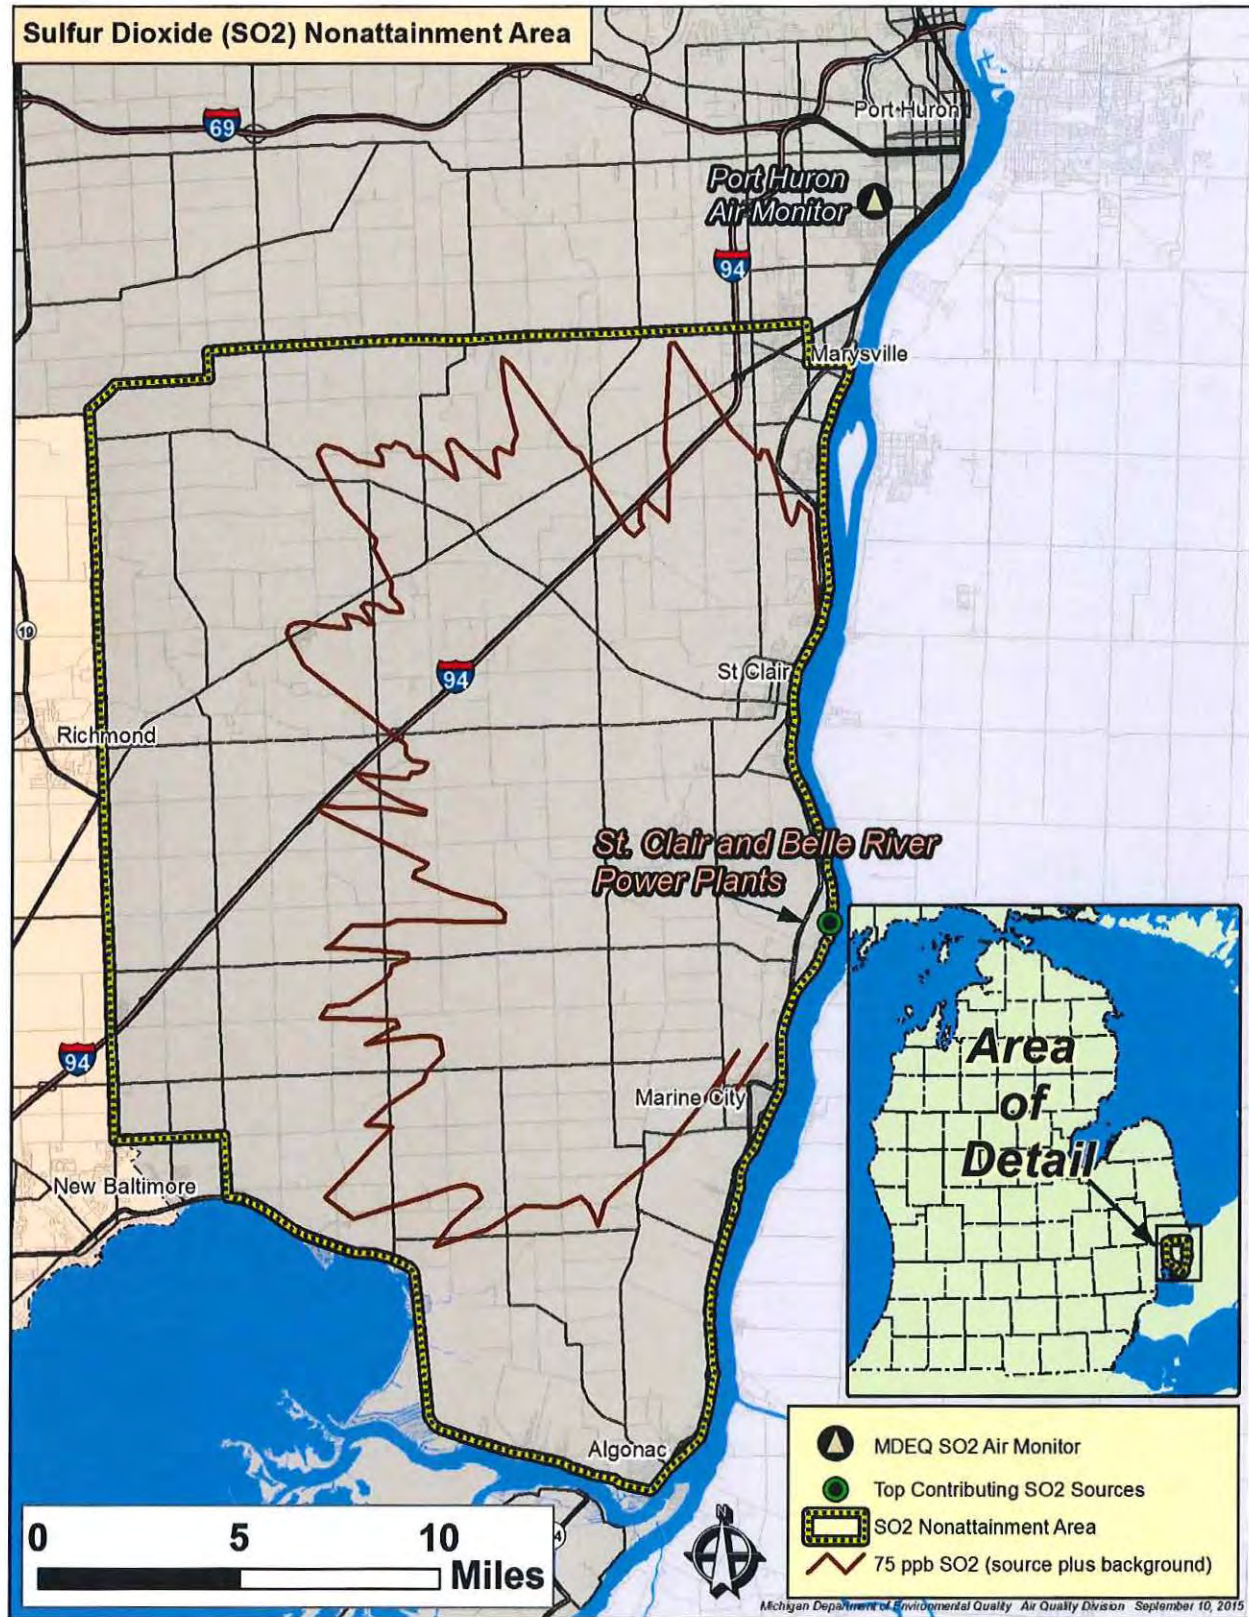 Sulfur Dioxide (SO2) Nonattainment Area
69
Port Huron
Port Huron
Air Monitor
94
Marysville
19
St Clair
94
Richmond
St. Clair and Belle River
Power Plants
94
Marine City
New Baltimore
Algonac
Area
of
Detail
MDEQ SO2 Air Monitor
Top Contributing SO2 Sources
SO2 Nonattainment Area
75 ppb SO2 (source plus background)
0 5 10
Miles
N
Michigan Department of Environmental Quality Air Quality Division September 10, 2015